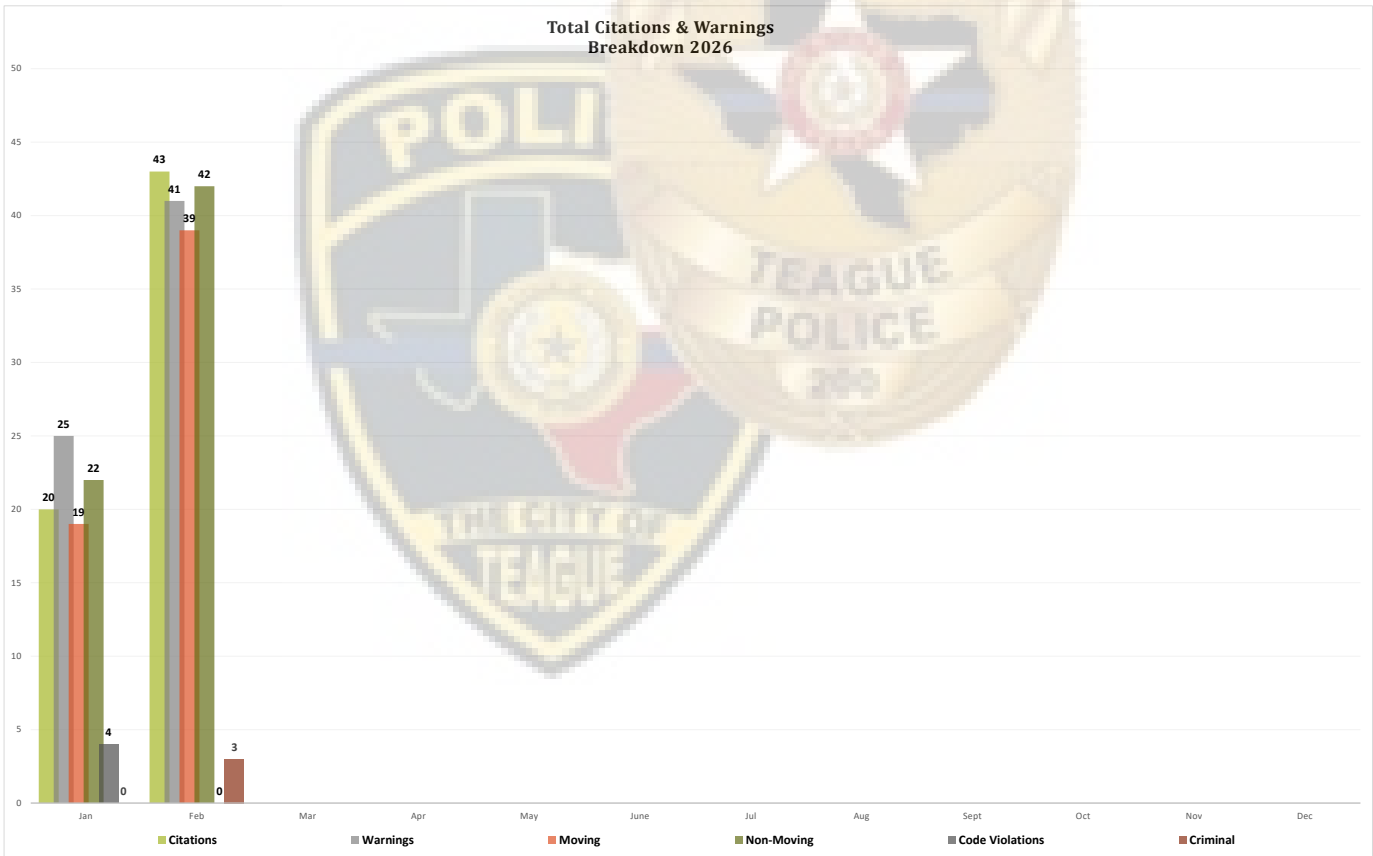 Total Citations & Warnings
Breakdown 2026
50
45
40
35
30
25
20
15
10
5
0
43
41
39
42
0
3
20
25
19
22
4
0
Jan
Feb
Mar
Apr
May
June
Jul
Aug
Sept
Oct
Nov
Dec
Citations
Warnings
Moving
Non-Moving
Code Violations
Criminal
POLI
THE CITY OF
TEAGUE
TEAGUE
POLICE